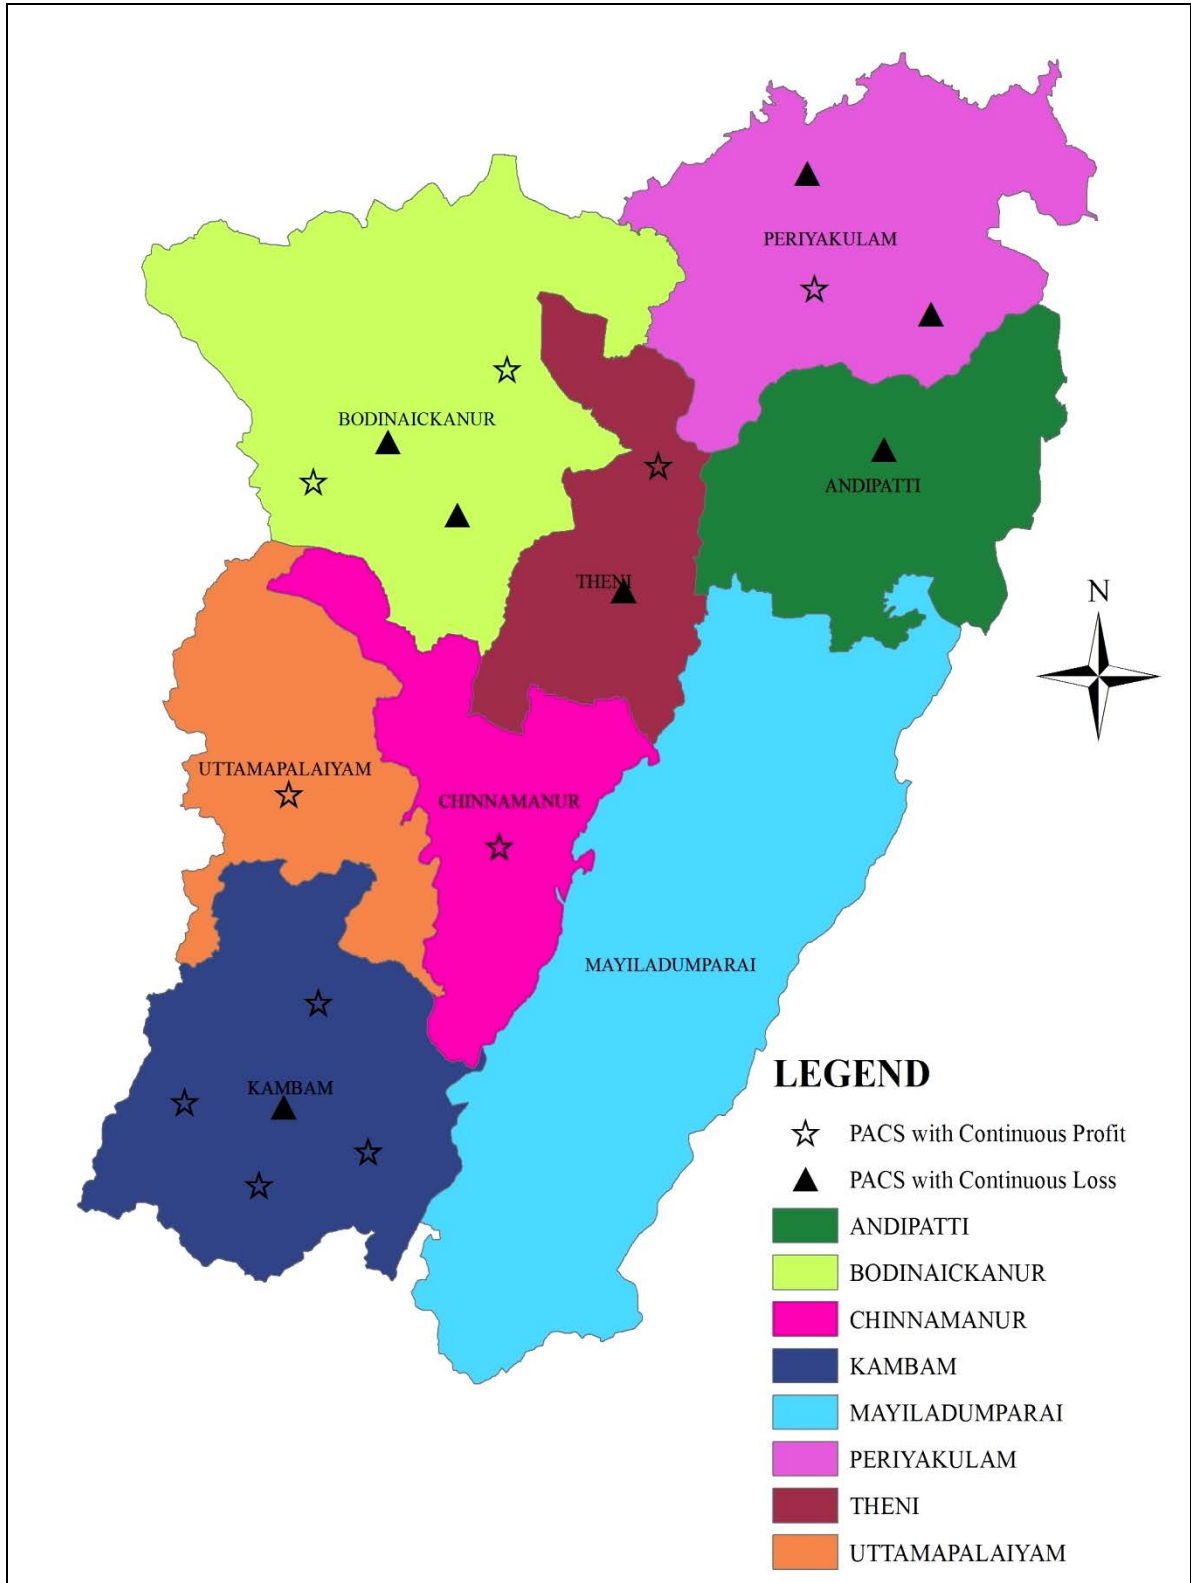 PERIYAKULAM
BODINAICKANUR
ANDIPATTI
THENI
N
UTTAMAPALAIYAM
CHINNAMANUR
MAYILADUMPARAI
KAMBAM
LEGEND
PACS with Continuous Profit
PACS with Continuous Loss
ANDIPATTI
BODINAICKANUR
CHINNAMANUR
KAMBAM
MAYILADUMPARAI
PERIYAKULAM
THENI
UTTAMAPALAIYAM